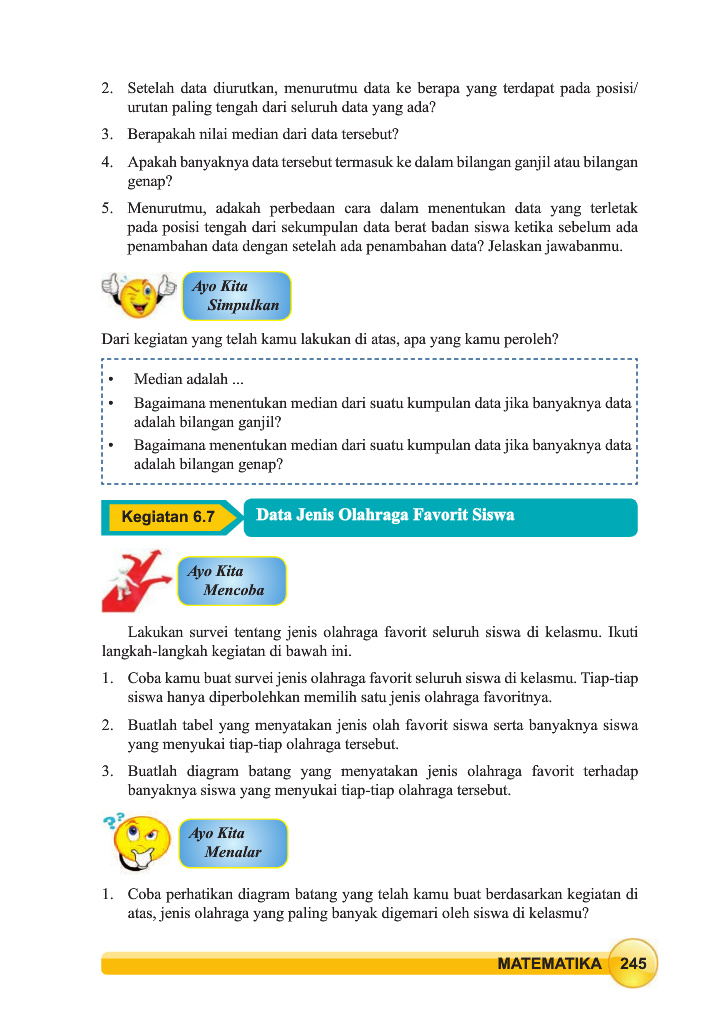 2. Setelah data diurutkan, menurutmu data ke berapa yang terdapat pada posisi/
urutan paling tengah dari seluruh data yang ada?
3. Berapakah nilai median dari data tersebut?
4. Apakah banyaknya data tersebut termasuk ke dalam bilangan ganjil atau bilangan
genap?
5. Menurutmu, adakah perbedaan cara dalam menentukan data yang terletak
pada posisi tengah dari sekumpulan data berat badan siswa ketika sebelum ada
penambahan data dengan setelah ada penambahan data? Jelaskan jawabanmu.
Ayo Kita
Simpulkan
Dari kegiatan yang telah kamu lakukan di atas, apa yang kamu peroleh?
• Median adalah ...
• Bagaimana menentukan median dari suatu kumpulan data jika banyaknya data
adalah bilangan ganjil?
• Bagaimana menentukan median dari suatu kumpulan data jika banyaknya data
adalah bilangan genap?
Kegiatan 6.7 Data Jenis Olahraga Favorit Siswa
Ayo Kita
Mencoba
Lakukan survei tentang jenis olahraga favorit seluruh siswa di kelasmu. Ikuti
langkah-langkah kegiatan di bawah ini.
1. Coba kamu buat survei jenis olahraga favorit seluruh siswa di kelasmu. Tiap-tiap
siswa hanya diperbolehkan memilih satu jenis olahraga favoritnya.
2. Buatlah tabel yang menyatakan jenis olah favorit siswa serta banyaknya siswa
yang menyukai tiap-tiap olahraga tersebut.
3. Buatlah diagram batang yang menyatakan jenis olahraga favorit terhadap
banyaknya siswa yang menyukai tiap-tiap olahraga tersebut.
??
Ayo Kita
Menalar
1. Coba perhatikan diagram batang yang telah kamu buat berdasarkan kegiatan di
atas, jenis olahraga yang paling banyak digemari oleh siswa di kelasmu?
MATEMATIKA 245